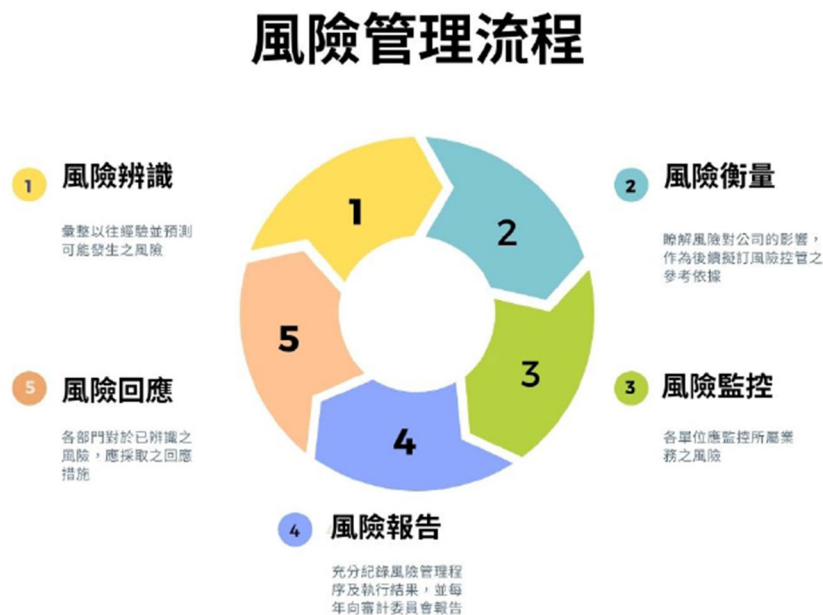 風險管理流程
1
風險辨識
彙整以往經驗並預測
可能發生之風險
2
風險衡量
瞭解風險對公司的影響，
作為後續擬訂風險控管之
參考依據
3
風險監控
各單位應監控所屬業
務之風險
4
風險報告
充分紀錄風險管理程
序及執行結果，並每
年向審計委員會報告
5
風險回應
各部門對於已辨識之
風險，應採取之回應
措施
1
2
3
4
5